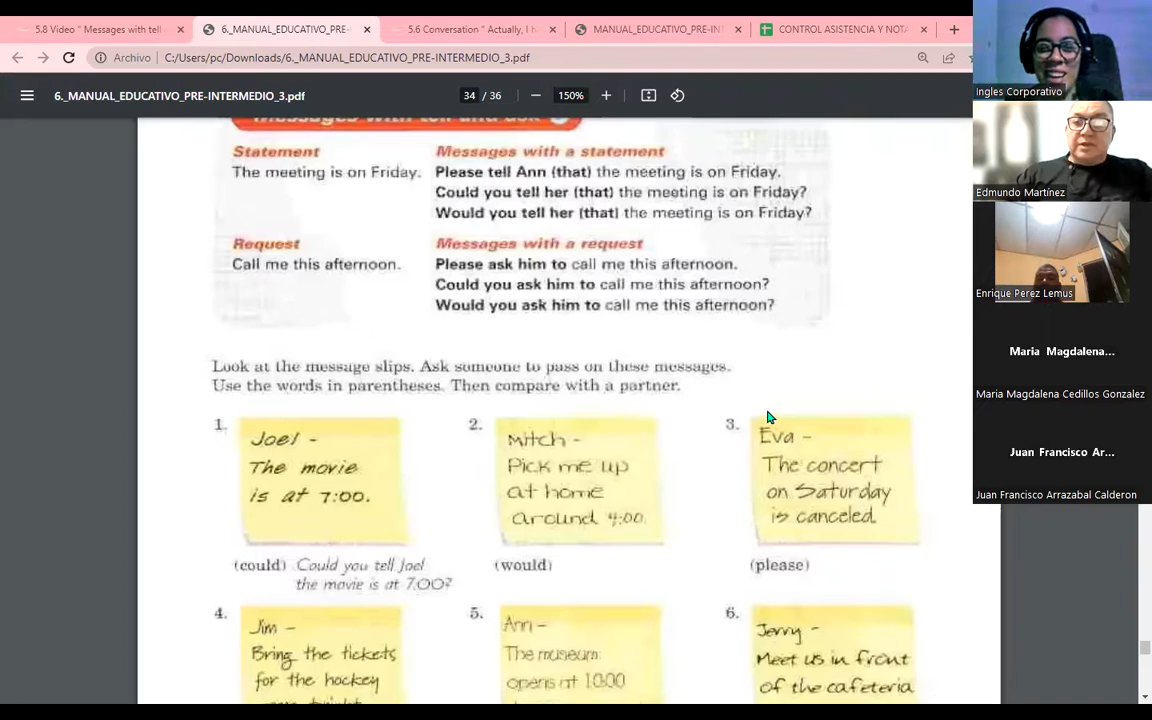 5.8 Video " Messages with tell
6._MANUAL_EDUCATIVO_PRE-
5.6 Conversation " Actually, I h
MANUAL_EDUCATIVO_PRE-INT
CONTROL ASISTENCIA Y NOTA
Archivo
C:/Users/pc/Downloads/6._MANUAL_EDUCATIVO_PRE-INTERMEDIO_3.pdf
6._MANUAL_EDUCATIVO_PRE-INTERMEDIO_3.pdf
34 / 36
150%
Messages with tell and ask
Statement
The meeting is on Friday.
Messages with a statement
Please tell Ann (that) the meeting is on Friday.
Could you tell her (that) the meeting is on Friday?
Would you tell her (that) the meeting is on Friday?
Request
Call me this afternoon.
Messages with a request
Please ask him to call me this afternoon.
Could you ask him to call me this afternoon?
Would you ask him to call me this afternoon?
Look at the message slips. Ask someone to pass on these messages.
Use the words in parentheses. Then compare with a partner.
1.
Joel -
The movie
is at 7:00.
(could) Could you tell Joel
the movie is at 7:00?
2.
Mitch -
Pick me up
at home
around 4:00.
(would)
3.
Eva -
The concert
on Saturday
is canceled.
(please)
4.
Jim -
Bring the tickets
for the hockey
5.
Ann -
The museum
opens at 10:00
6.
Jerry -
Meet us in front
of the cafeteria
Ingles Corporativo
Edmundo Martínez
Enrique Perez Lemus
Maria Magdalena...
Maria Magdalena Cedillos Gonzalez
Juan Francisco Ar...
Juan Francisco Arrazabal Calderon